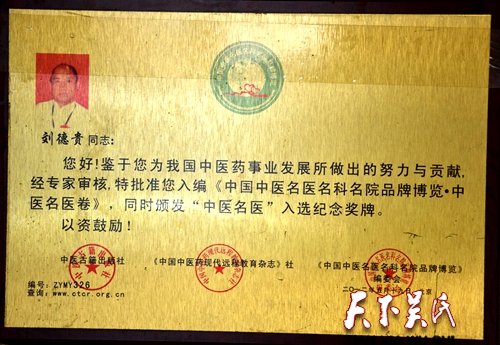 刘德贵 同志:
您好!鉴于您为我国中医药事业发展所做出的努力与贡献,
经专家审核,特批准您入编《中国中医名医名科名院品牌博览·中
医名医卷》,同时颁发“中医名医”入选纪念奖牌。
以资鼓励!
中医古籍出版社 《中国中医药现代远程教育杂志》社 《中国中医名医名科名院品牌博览》
编委会
编号:ZYMY326
查询:www.ctcr.org.cn
天下吴氏